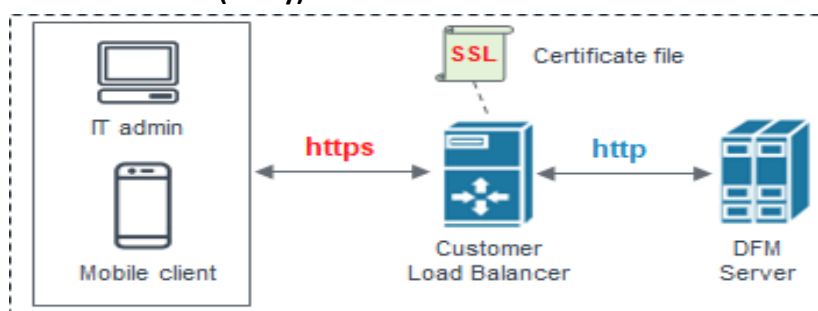 SSL
Certificate file
IT admin
https
http
Mobile client
Customer
Load Balancer
DFM
Server